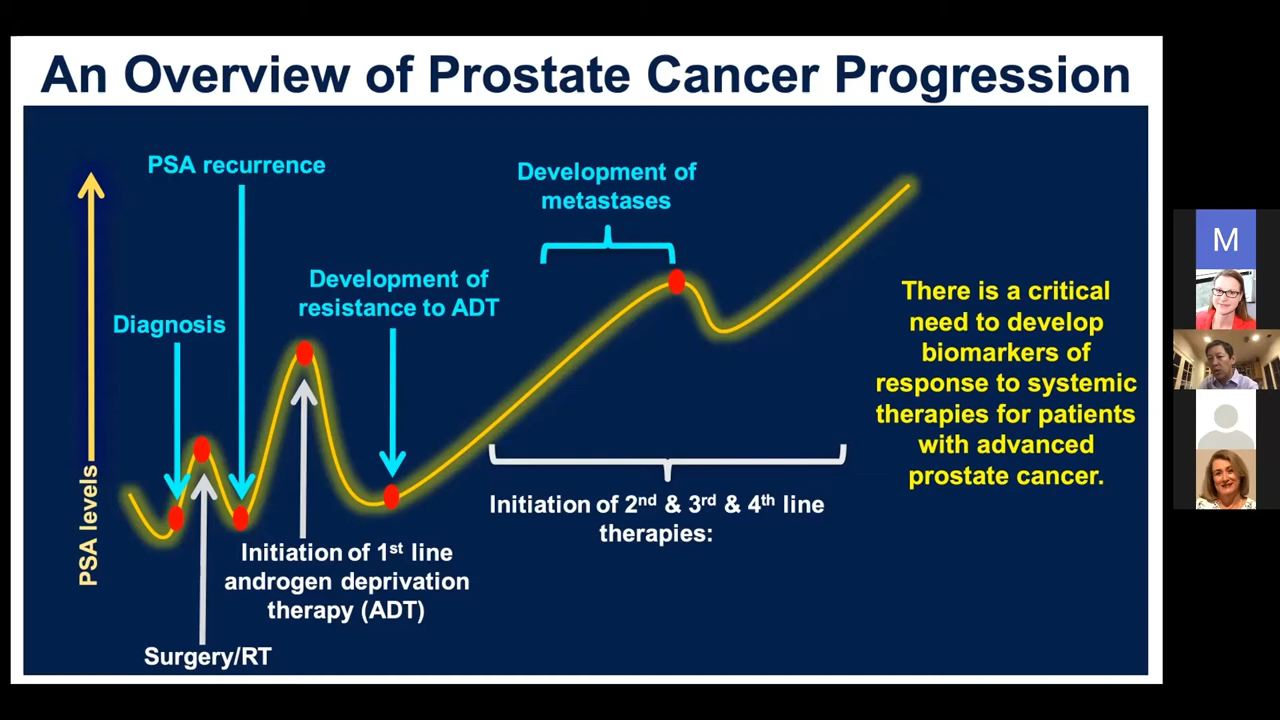 An Overview of Prostate Cancer Progression
PSA recurrence
Development of
metastases
Development of
resistance to ADT
Diagnosis
There is a critical
need to develop
biomarkers of
response to systemic
therapies for patients
with advanced
prostate cancer.
PSA levels
Initiation of 2nd & 3rd & 4th line
therapies:
Initiation of 1st line
androgen deprivation
therapy (ADT)
Surgery/RT
M